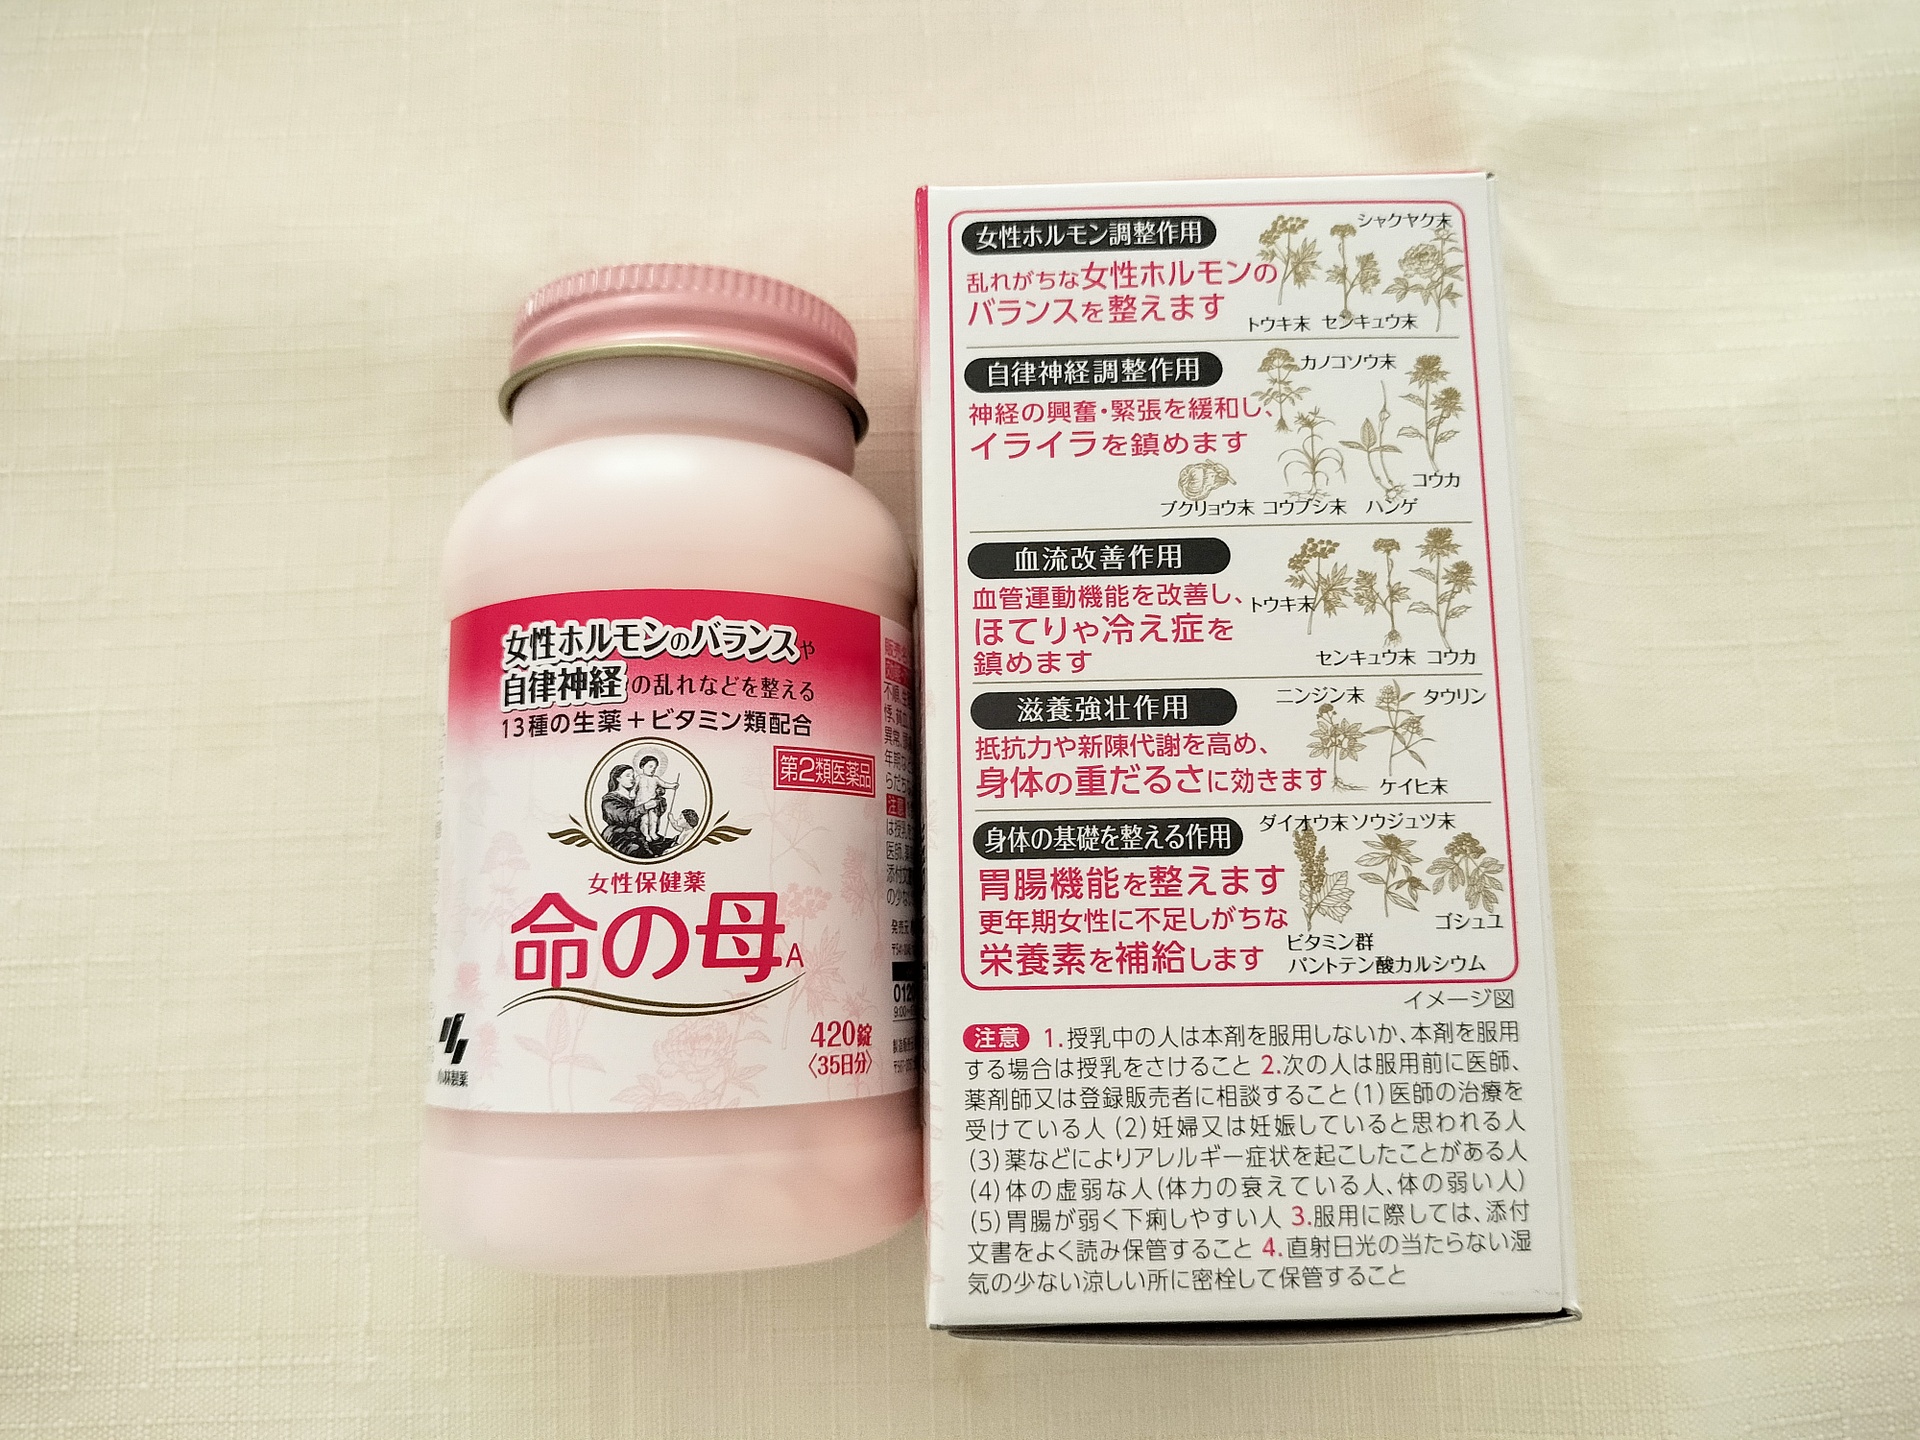 女性ホルモンのバランスや
自律神経の乱れなどを整える
13種の生薬+ビタミン類配合
第2類医薬品
女性保健薬
命の母A
420錠
〈35日分〉
小林製薬
女性ホルモン調整作用
シャクヤク末
乱れがちな女性ホルモンの
バランスを整えます
トウキ末 センキュウ末
自律神経調整作用
カノコソウ末
神経の興奮・緊張を緩和し、
イライラを鎮めます
コウカ
ブクリョウ末 コウブシ末 ハンゲ
血流改善作用
血管運動機能を改善し、
トウキ末
ほてりや冷え症を
鎮めます
センキュウ末 コウカ
滋養強壮作用
ニンジン末 タウリン
抵抗力や新陳代謝を高め、
身体の重だるさに効きます
ケイヒ末
身体の基礎を整える作用
ダイオウ末 ソウジュツ末
胃腸機能を整えます
更年期女性に不足しがちな
ゴシュユ
栄養素を補給します
ビタミン群
パントテン酸カルシウム
イメージ図
注意 1.授乳中の人は本剤を服用しないか、本剤を服用
する場合は授乳をさけること 2.次の人は服用前に医師、
薬剤師又は登録販売者に相談すること(1)医師の治療を
受けている人(2)妊婦又は妊娠していると思われる人
(3)薬などによりアレルギー症状を起こしたことがある人
(4)体の虚弱な人(体力の衰えている人、体の弱い人)
(5)胃腸が弱く下痢しやすい人 3.服用に際しては、添付
文書をよく読み保管すること 4.直射日光の当たらない湿
気の少ない涼しい所に密栓して保管すること